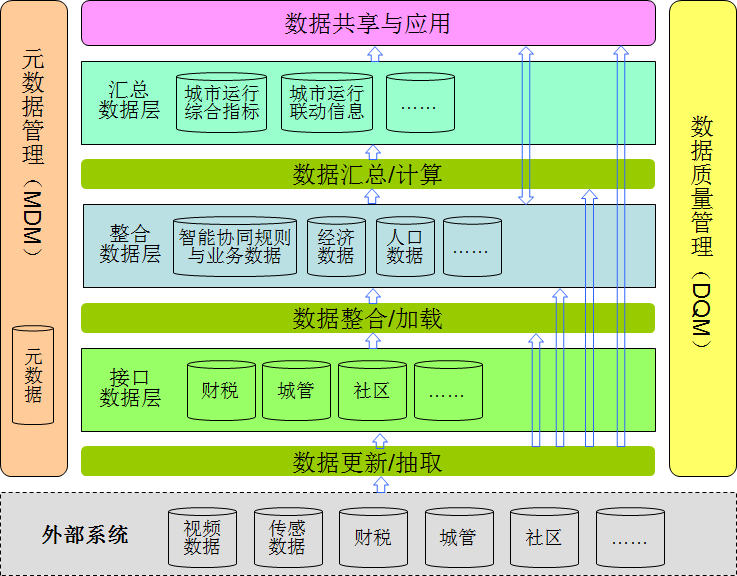 数据共享与应用
元数据管理（MDM）
元数据
数据质量管理（DQM）
汇总
数据层
城市运行
综合指标
城市运行
联动信息
……
数据汇总/计算
整合
数据层
智能协同规则
与业务数据
经济
数据
人口
数据
……
数据整合/加载
接口
数据层
财税
城管
社区
……
数据更新/抽取
外部系统
视频
数据
传感
数据
财税
城管
社区
……